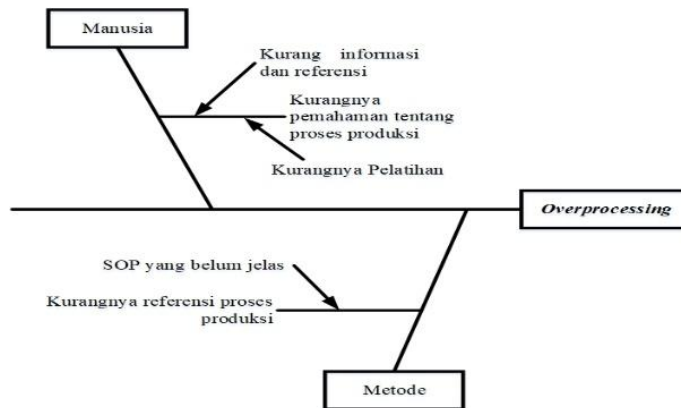 Manusia
Kurang informasi
dan referensi
Kurangnya
pemahaman tentang
proses produksi
Kurangnya Pelatihan
Overprocessing
SOP yang belum jelas
Kurangnya referensi proses
produksi
Metode